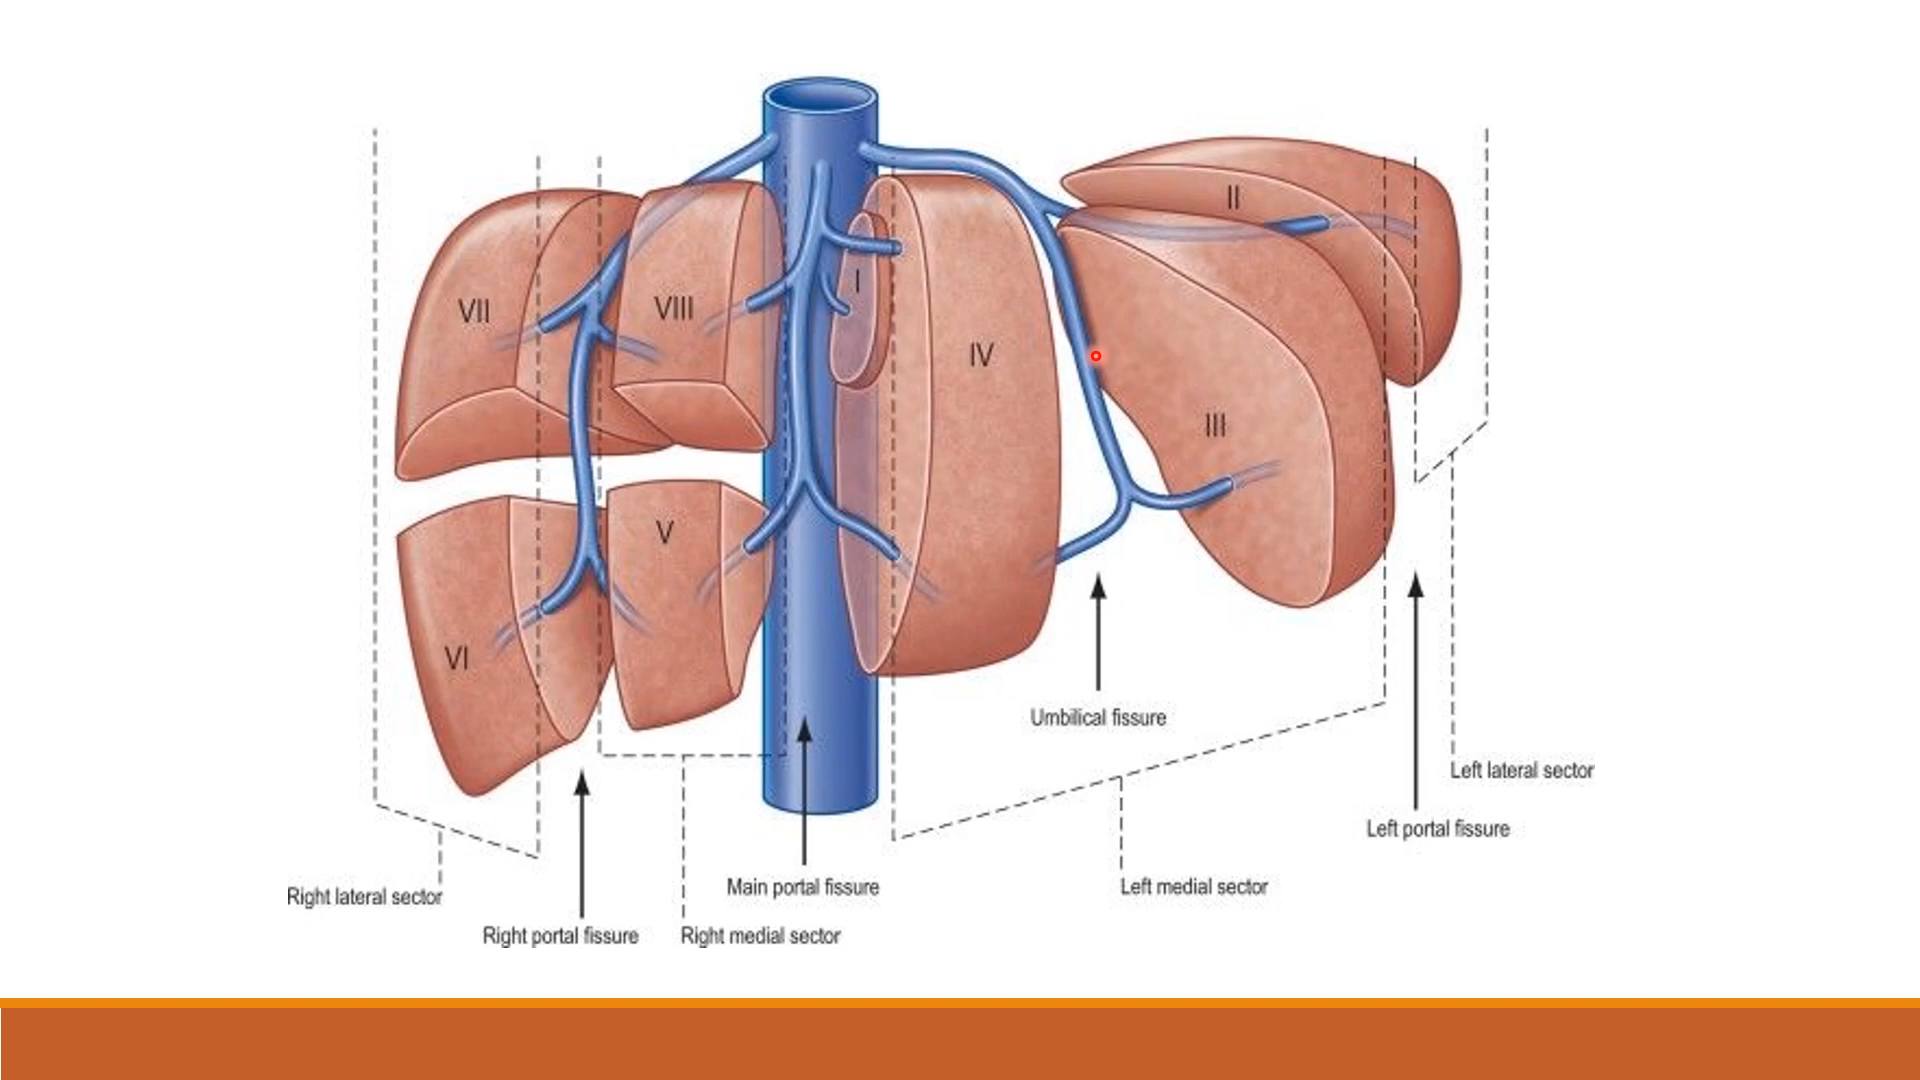 II
I
VII
VIII
IV
III
V
VI
Umbilical fissure
Left lateral sector
Left portal fissure
Main portal fissure
Left medial sector
Right lateral sector
Right portal fissure
Right medial sector